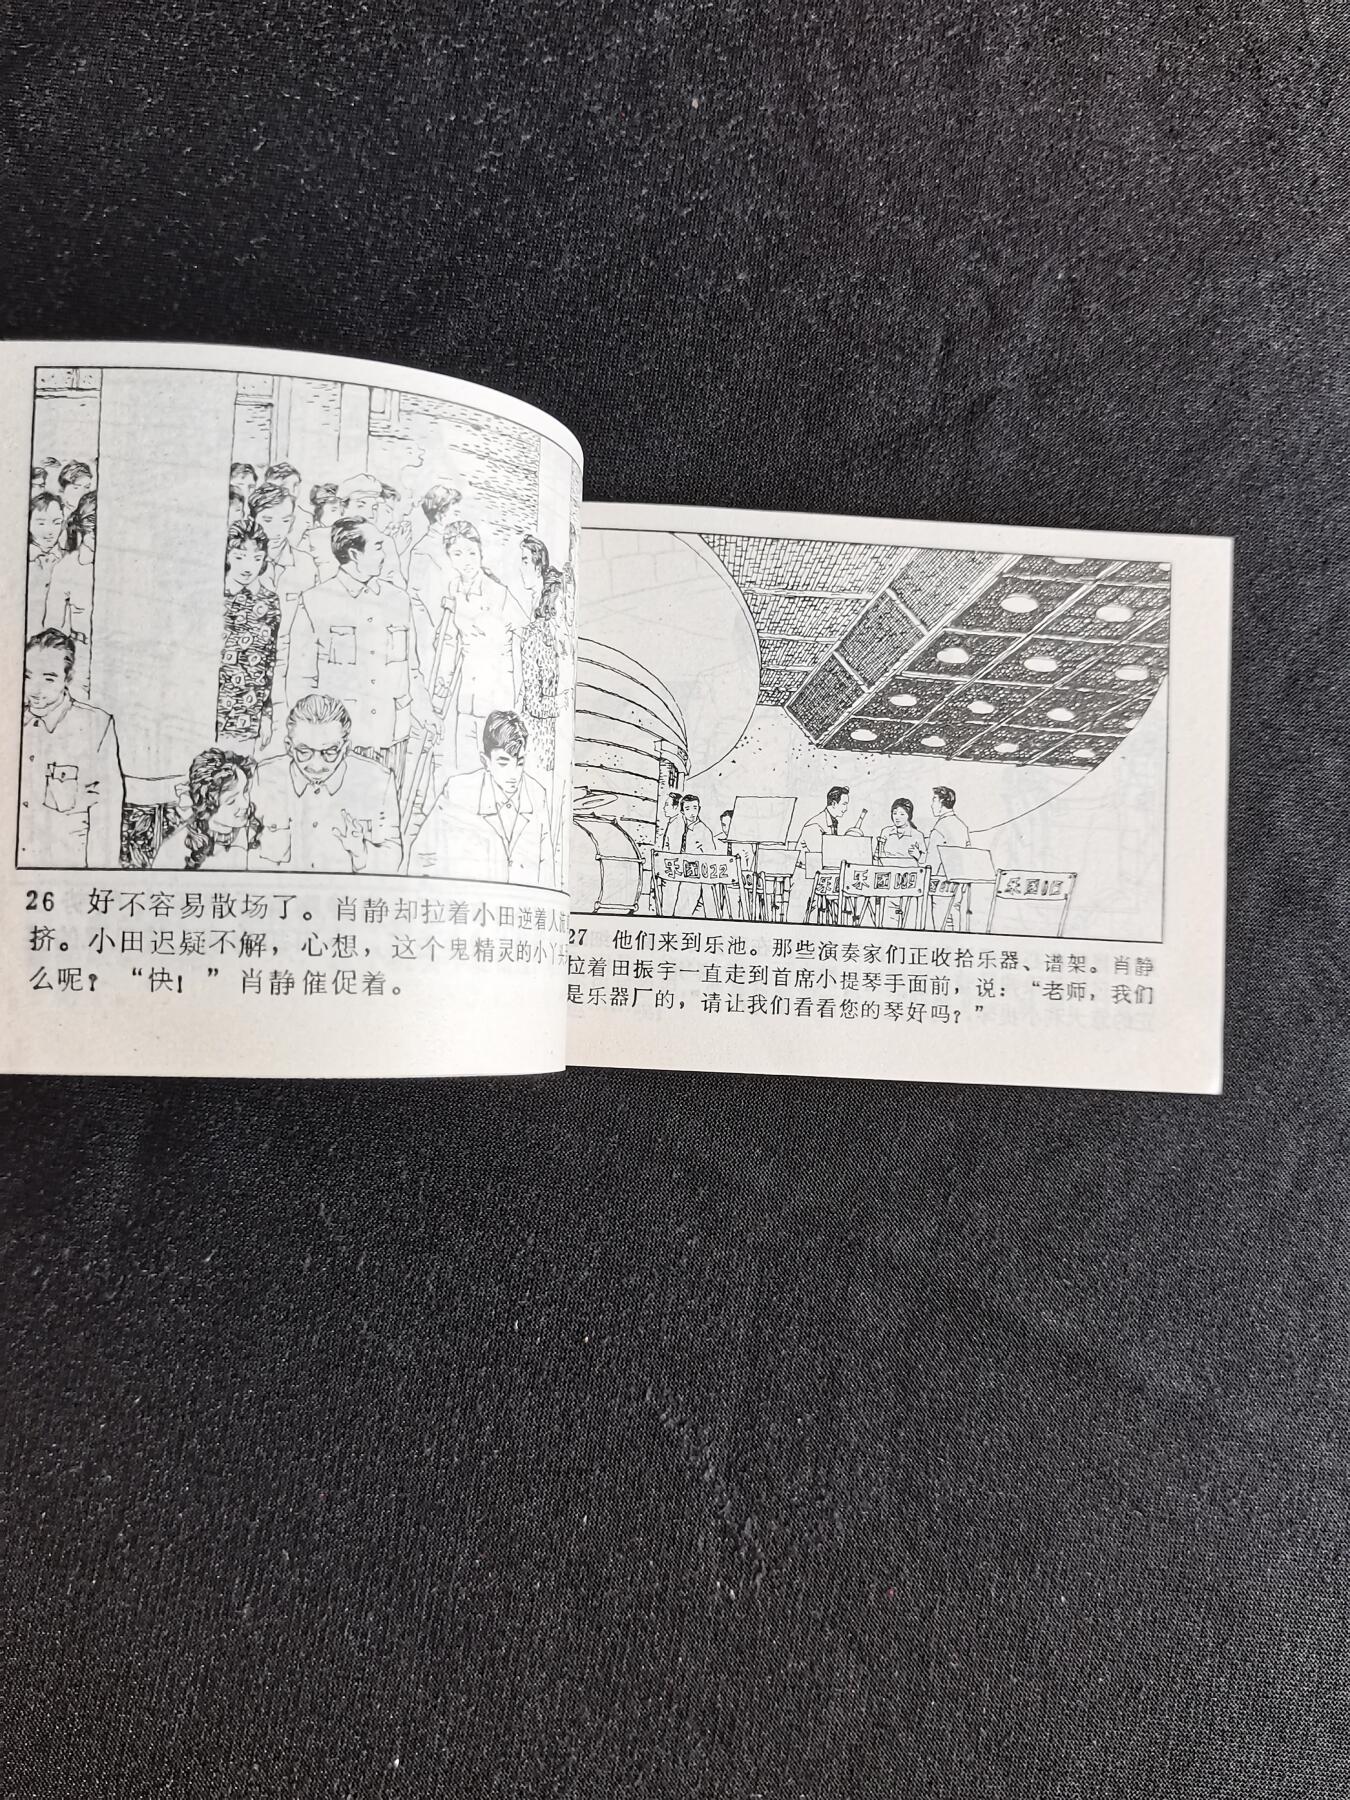 26 好不容易散场了。肖静却拉着小田逆着人流
挤。小田迟疑不解，心想，这个鬼精灵的小丫头
么呢？“快！”肖静催促着。
乐团022
乐团
乐团
27 他们来到乐池。那些演奏家们正收拾乐器、谱架。肖静
拉着田振宇一直走到首席小提琴手面前，说：“老师，我们
是乐器厂的，请让我们看看您的琴好吗？”